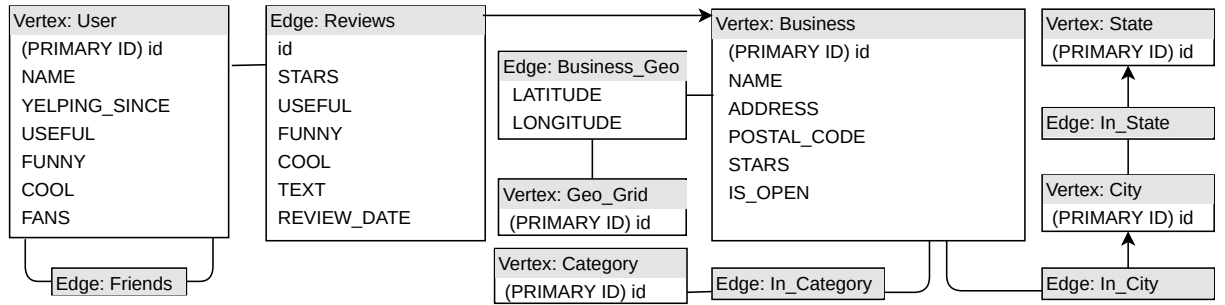 Vertex: User
(PRIMARY ID) id
NAME
YELPING_SINCE
USEFUL
FUNNY
COOL
FANS
Edge: Friends
Edge: Reviews
id
STARS
USEFUL
FUNNY
COOL
TEXT
REVIEW_DATE
Edge: Business_Geo
LATITUDE
LONGITUDE
Vertex: Geo_Grid
(PRIMARY ID) id
Vertex: Category
(PRIMARY ID) id
Vertex: Business
(PRIMARY ID) id
NAME
ADDRESS
POSTAL_CODE
STARS
IS_OPEN
Edge: In_Category
Vertex: State
(PRIMARY ID) id
Edge: In_State
Vertex: City
(PRIMARY ID) id
Edge: In_City